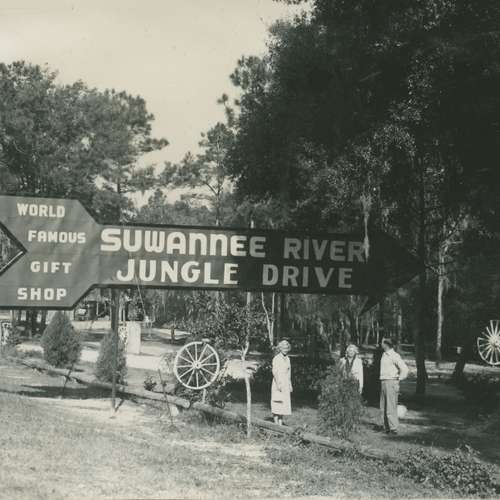 WORLD
FAMOUS
GIFT
SHOP
SUWANNEE RIVER
JUNGLE DRIVE